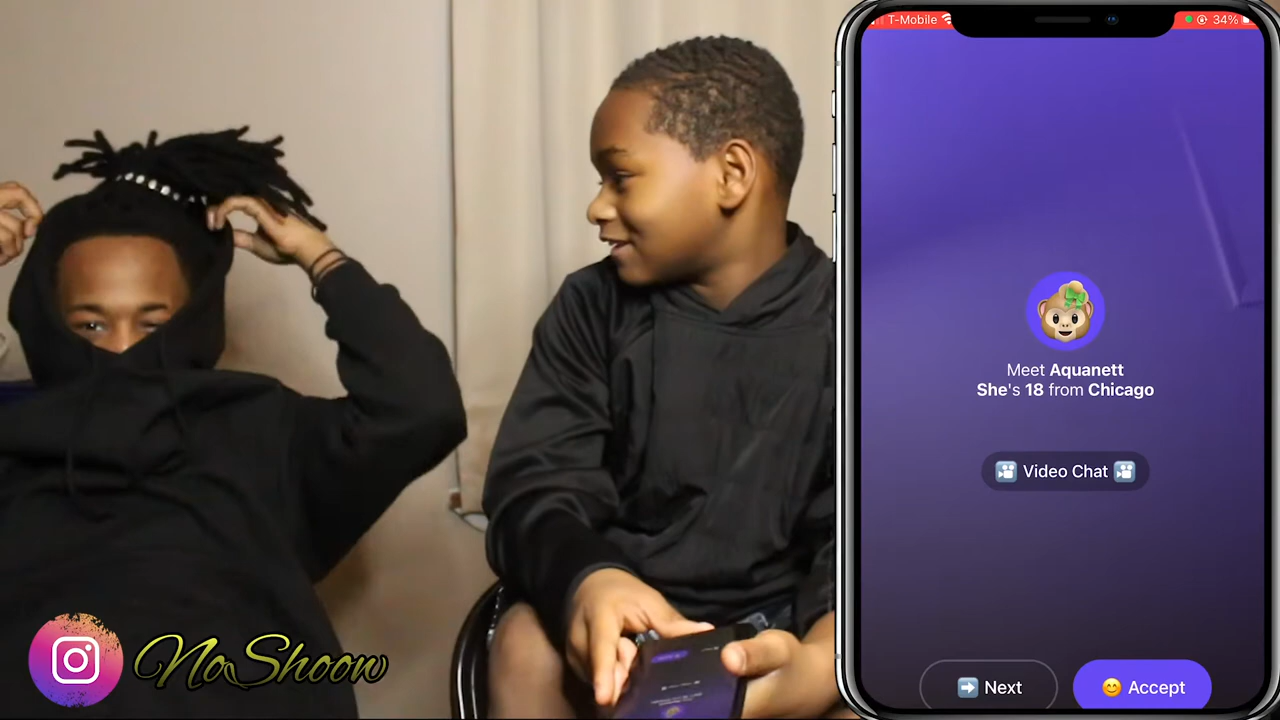 T-Mobile
34%
Meet Aquanett
She's 18 from Chicago
Video Chat
Next
Accept
NoShoow